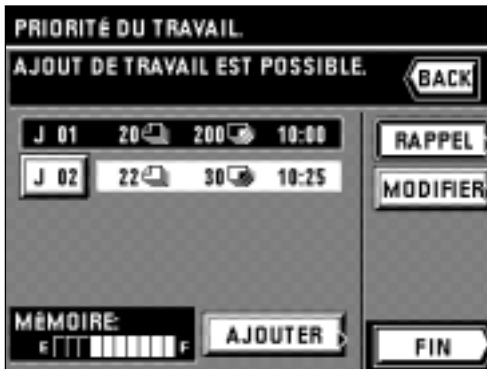 PRIORITÉ DU TRAVAIL.
AJOUT DE TRAVAIL EST POSSIBLE.
BACK
J 01 20 200 10:00
RAPPEL
J 02 22 30 10:25
MODIFIER
MÈMOIRE:
E F
AJOUTER
FIN